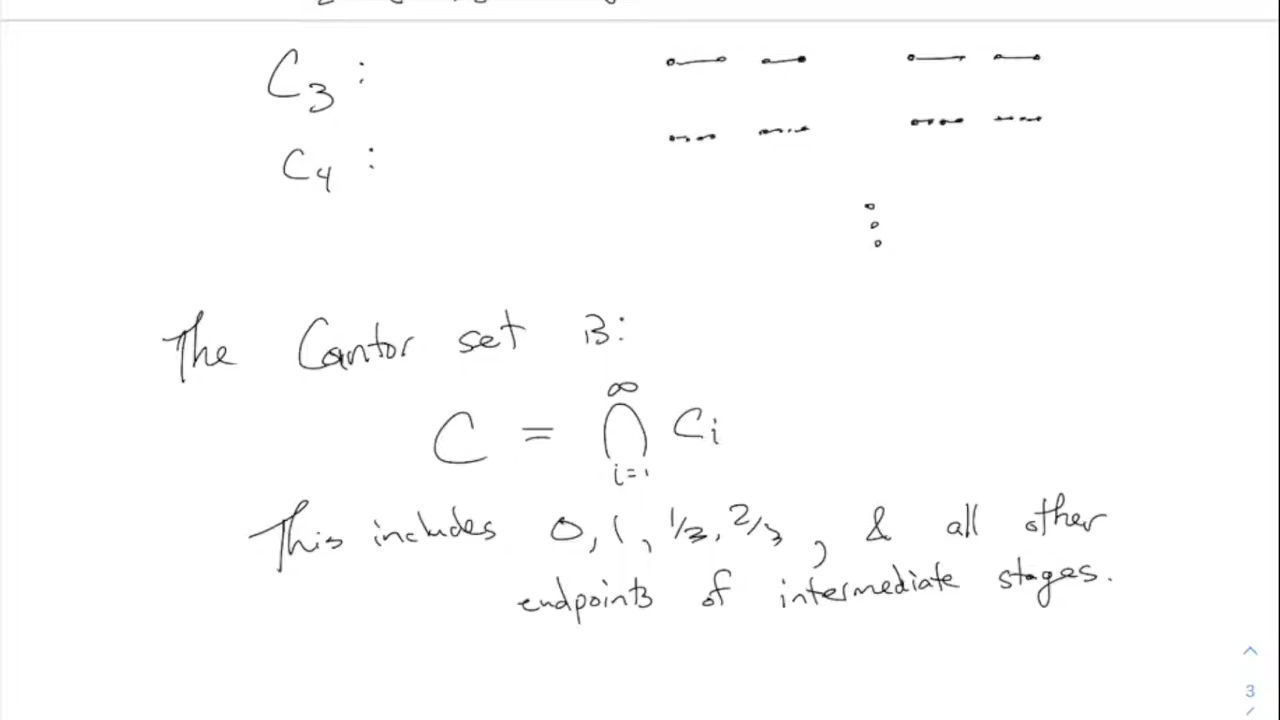 C₃ :
C₄ :
The Cantor set is:
C = ⋂_{i=1}^{∞} C_i
This includes 0, 1, 1/3, 2/3, & all other
endpoints of intermediate stages.
3